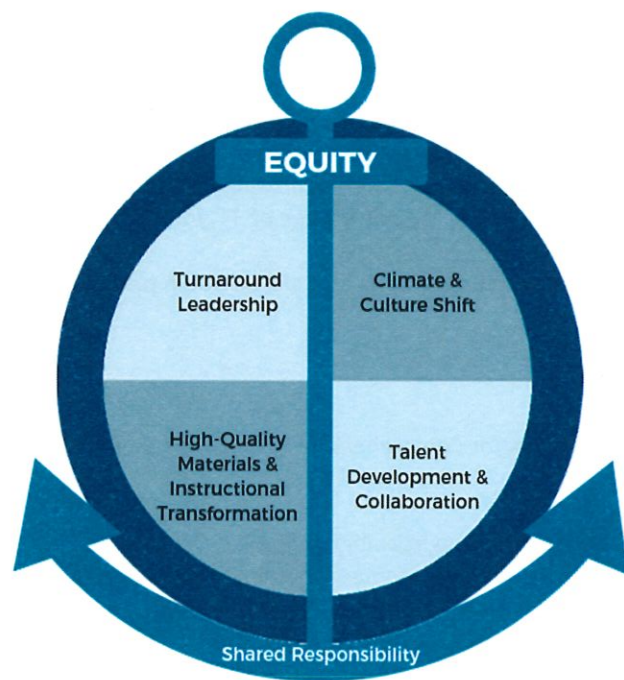 EQUITY
Turnaround
Leadership
Climate &
Culture Shift
High-Quality
Materials &
Instructional
Transformation
Talent
Development &
Collaboration
Shared Responsibility